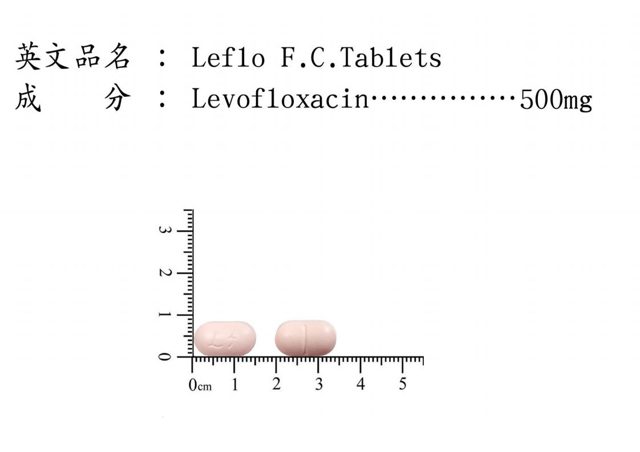 英文品名 : Leflo F.C.Tablets
成　　分 : Levofloxacin···············500mg
3
2
1
0
0cm 1 2 3 4 5